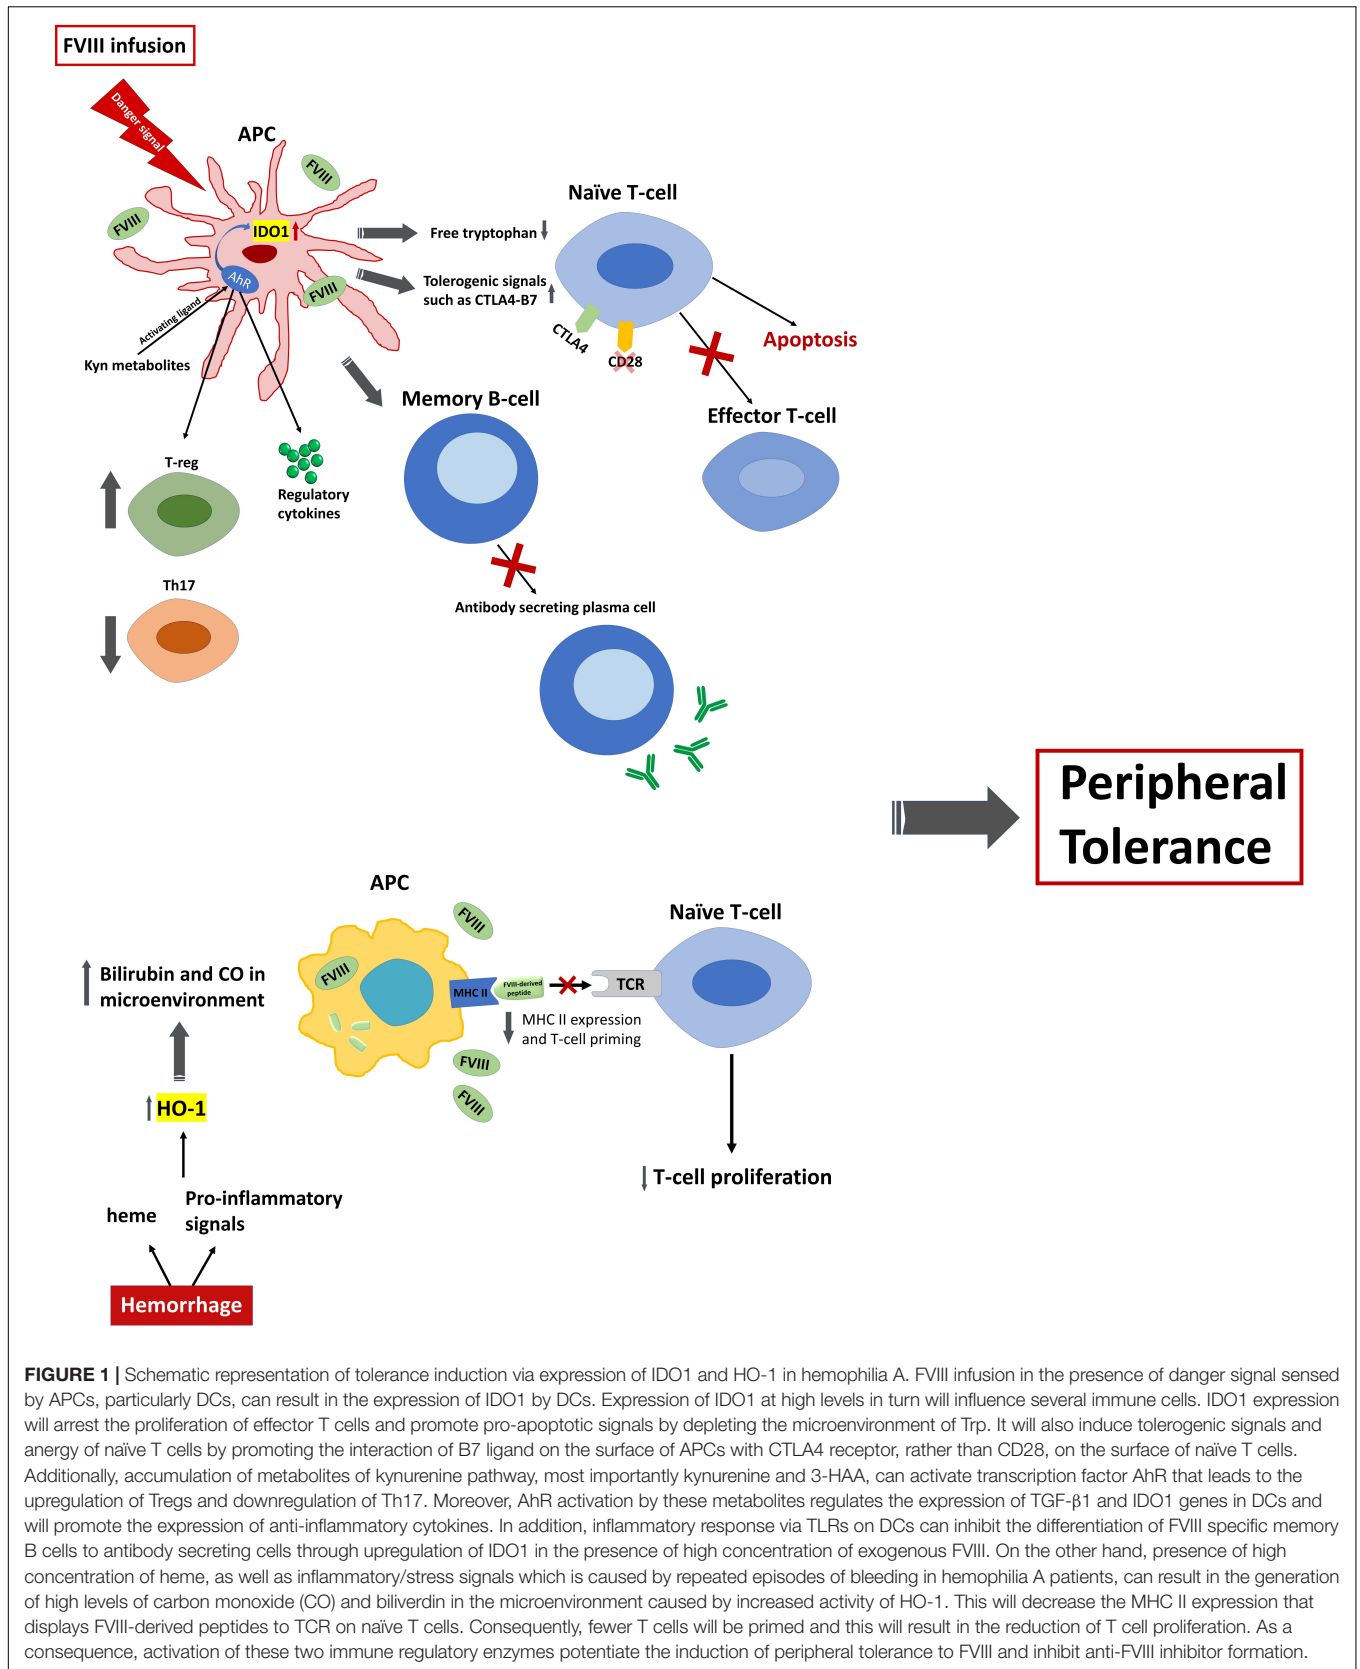 FVIII infusion
Danger signal
APC
FVIII
FVIII
IDO1
AhR
FVIII
Activating ligand
Kyn metabolites
Free tryptophan
Tolerogenic signals
such as CTLA4-B7
Naïve T-cell
CTLA4
CD28
Apoptosis
Effector T-cell
Memory B-cell
T-reg
Regulatory
cytokines
Th17
Antibody secreting plasma cell
Peripheral
Tolerance
APC
FVIII
FVIII
MHC II
FVIII-derived
peptide
TCR
Naïve T-cell
MHC II expression
and T-cell priming
FVIII
FVIII
Bilirubin and CO in
microenvironment
HO-1
T-cell proliferation
heme
Pro-inflammatory
signals
Hemorrhage
FIGURE 1 | Schematic representation of tolerance induction via expression of IDO1 and HO-1 in hemophilia A. FVIII infusion in the presence of danger signal sensed
by APCs, particularly DCs, can result in the expression of IDO1 by DCs. Expression of IDO1 at high levels in turn will influence several immune cells. IDO1 expression
will arrest the proliferation of effector T cells and promote pro-apoptotic signals by depleting the microenvironment of Trp. It will also induce tolerogenic signals and
anergy of naïve T cells by promoting the interaction of B7 ligand on the surface of APCs with CTLA4 receptor, rather than CD28, on the surface of naïve T cells.
Additionally, accumulation of metabolites of kynurenine pathway, most importantly kynurenine and 3-HAA, can activate transcription factor AhR that leads to the
upregulation of Tregs and downregulation of Th17. Moreover, AhR activation by these metabolites regulates the expression of TGF-β1 and IDO1 genes in DCs and
will promote the expression of anti-inflammatory cytokines. In addition, inflammatory response via TLRs on DCs can inhibit the differentiation of FVIII specific memory
B cells to antibody secreting cells through upregulation of IDO1 in the presence of high concentration of exogenous FVIII. On the other hand, presence of high
concentration of heme, as well as inflammatory/stress signals which is caused by repeated episodes of bleeding in hemophilia A patients, can result in the generation
of high levels of carbon monoxide (CO) and biliverdin in the microenvironment caused by increased activity of HO-1. This will decrease the MHC II expression that
displays FVIII-derived peptides to TCR on naïve T cells. Consequently, fewer T cells will be primed and this will result in the reduction of T cell proliferation. As a
consequence, activation of these two immune regulatory enzymes potentiate the induction of peripheral tolerance to FVIII and inhibit anti-FVIII inhibitor formation.